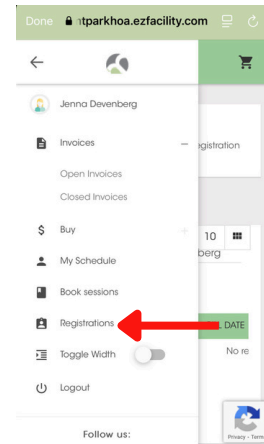 Done
ntparkhoa.ezfacility.com
Jenna Devenberg
Invoices
egistration
Open Invoices
Closed Invoices
$ Buy
10
berg
My Schedule
Book sessions
Registrations
DATE
Toggle Width
No re
Logout
Follow us:
Privacy - Terms